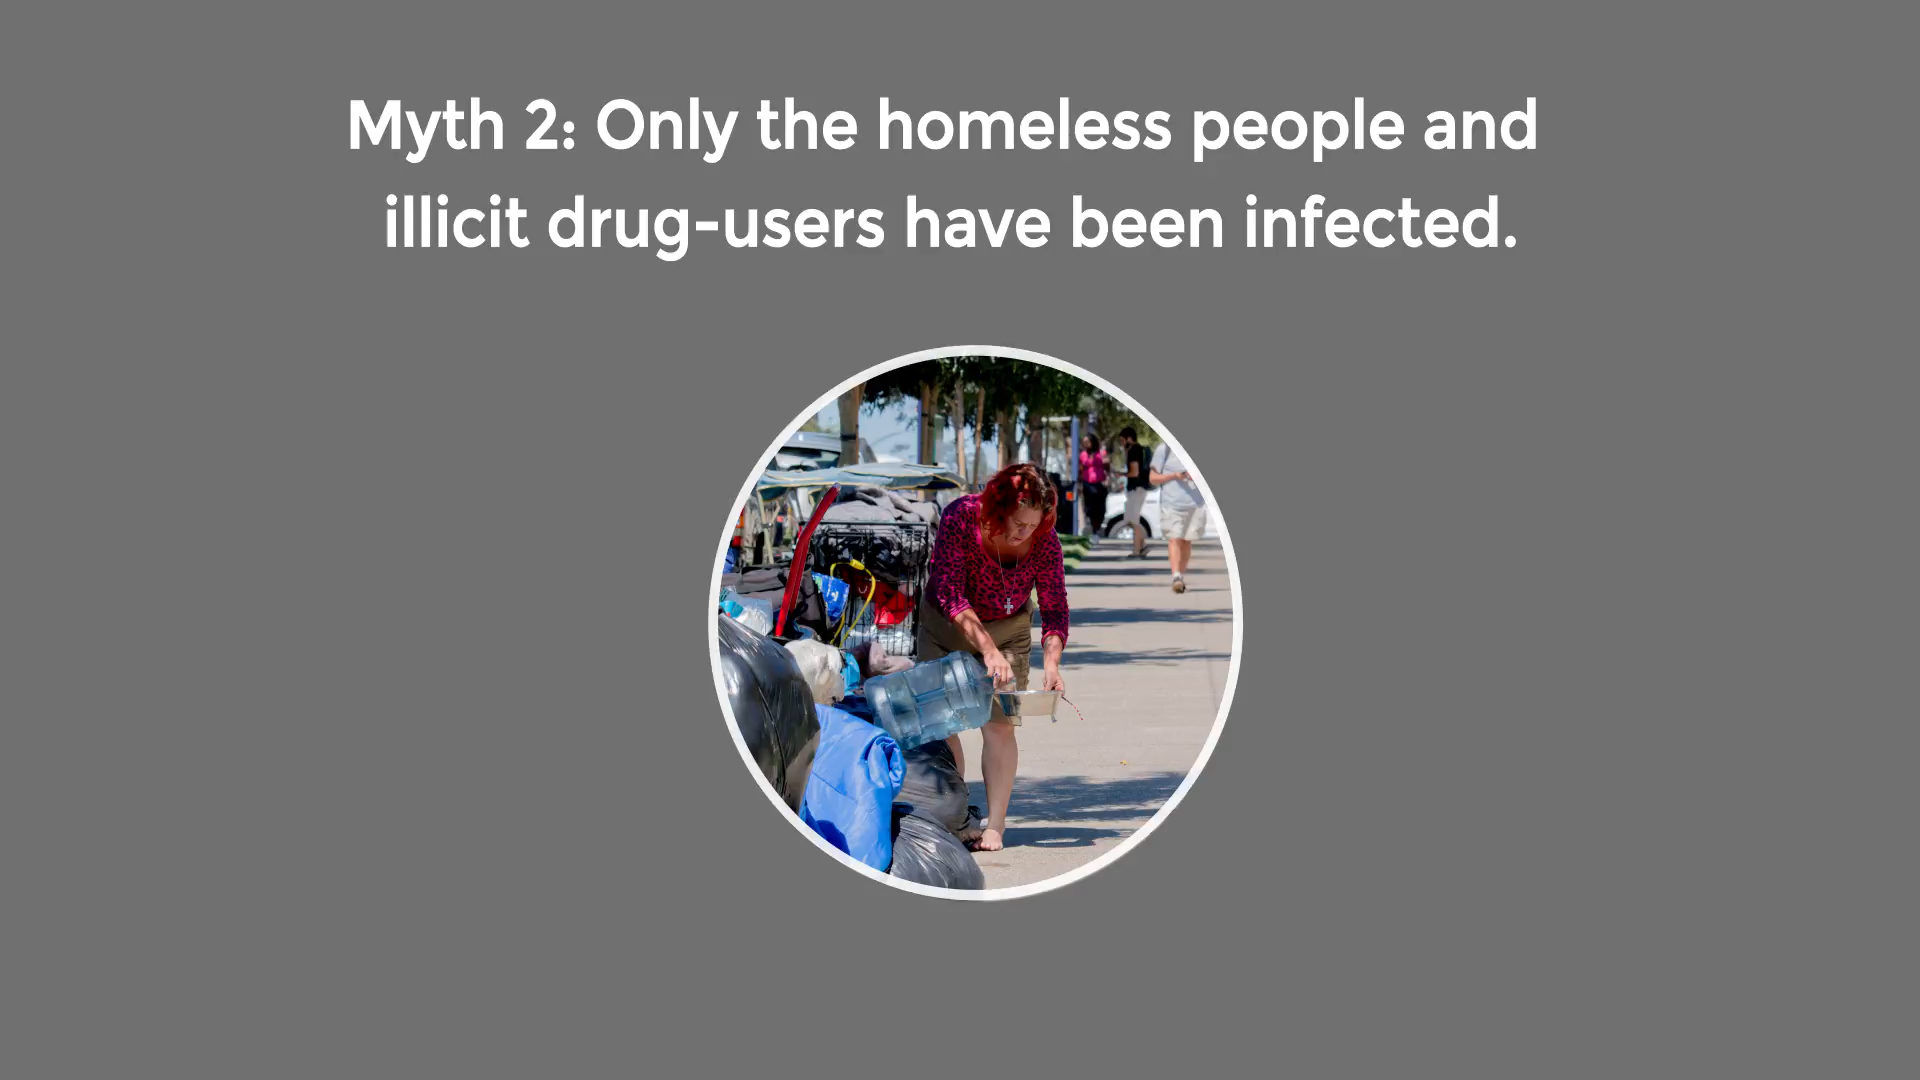 Myth 2: Only the homeless people and
illicit drug-users have been infected.